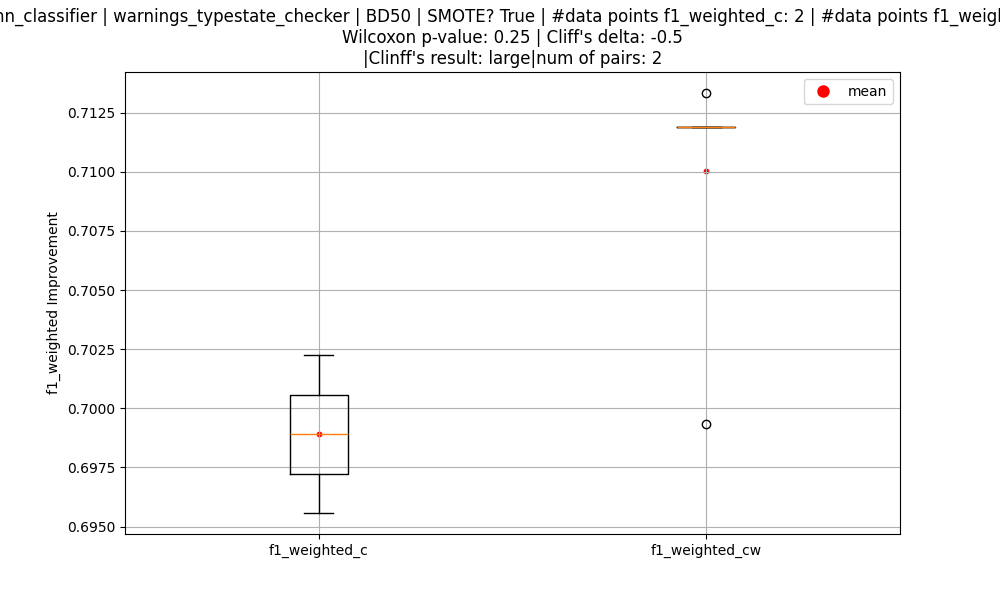 | warnings_typestate_checker | BD50 | SMOTE? True | #data points f1_weighted_c: 2 | #data points
Wilcoxon p-value: 0.25 | Cliff's delta: -0.5
|Clinff's result: large|num of pairs: 2
mean
0.7125
0.7100
0.7075
0.7050
0.7025
0.7000
0.6975
0.6950
f1_weighted Improvement
f1_weighted_c
f1_weighted_cw